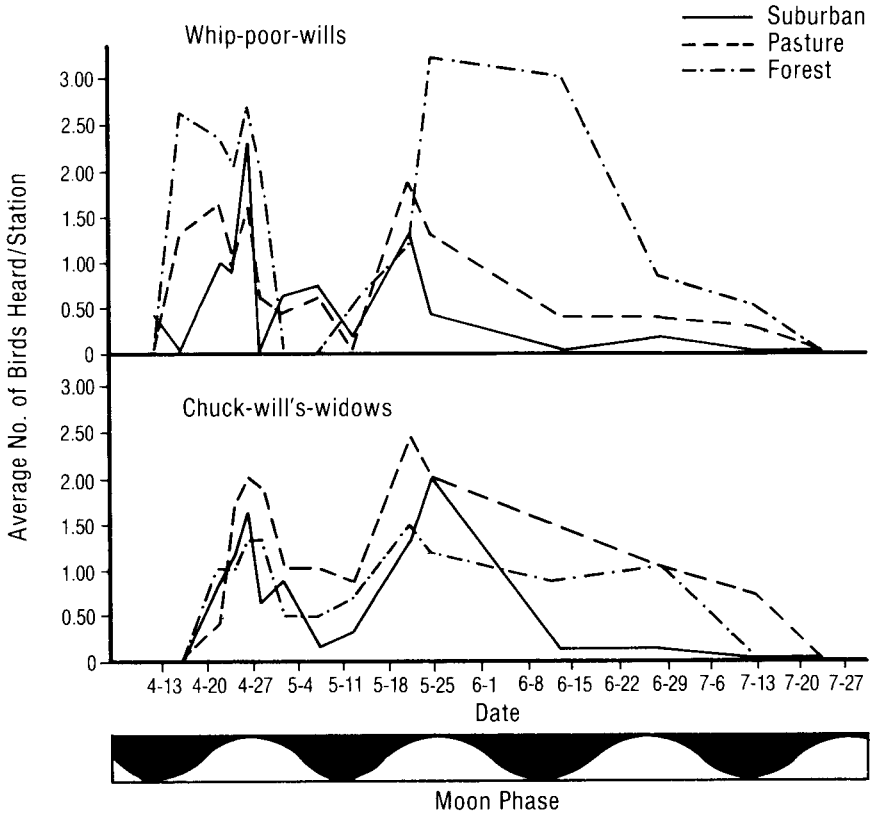 Suburban
Pasture
Forest
Whip-poor-wills
3.00
2.50
2.00
1.50
1.00
0.50
0
Chuck-will's-widows
3.00
2.50
2.00
1.50
1.00
0.50
0
Average No. of Birds Heard/Station
4-13 4-20 4-27 5-4 5-11 5-18 5-25 6-1 6-8 6-15 6-22 6-29 7-6 7-13 7-20 7-27
Date
Moon Phase